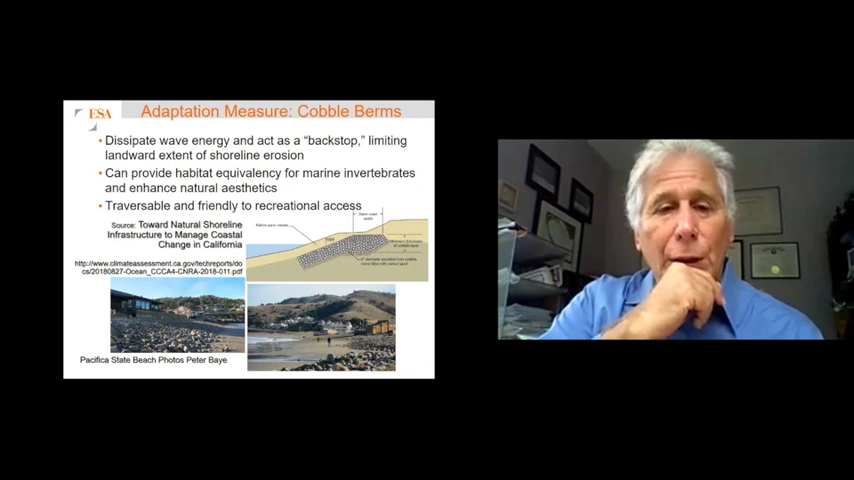 ESA
Adaptation Measure: Cobble Berms
• Dissipate wave energy and act as a “backstop,” limiting
landward extent of shoreline erosion
• Can provide habitat equivalency for marine invertebrates
and enhance natural aesthetics
• Traversable and friendly to recreational access
Source: Toward Natural Shoreline
Infrastructure to Manage Coastal
Change in California
http://www.climateassessment.ca.gov/techreports/do
cs/20180827-Ocean_CCCA4-CNRA-2018-011.pdf
width
Pacifica State Beach Photos Peter Baye